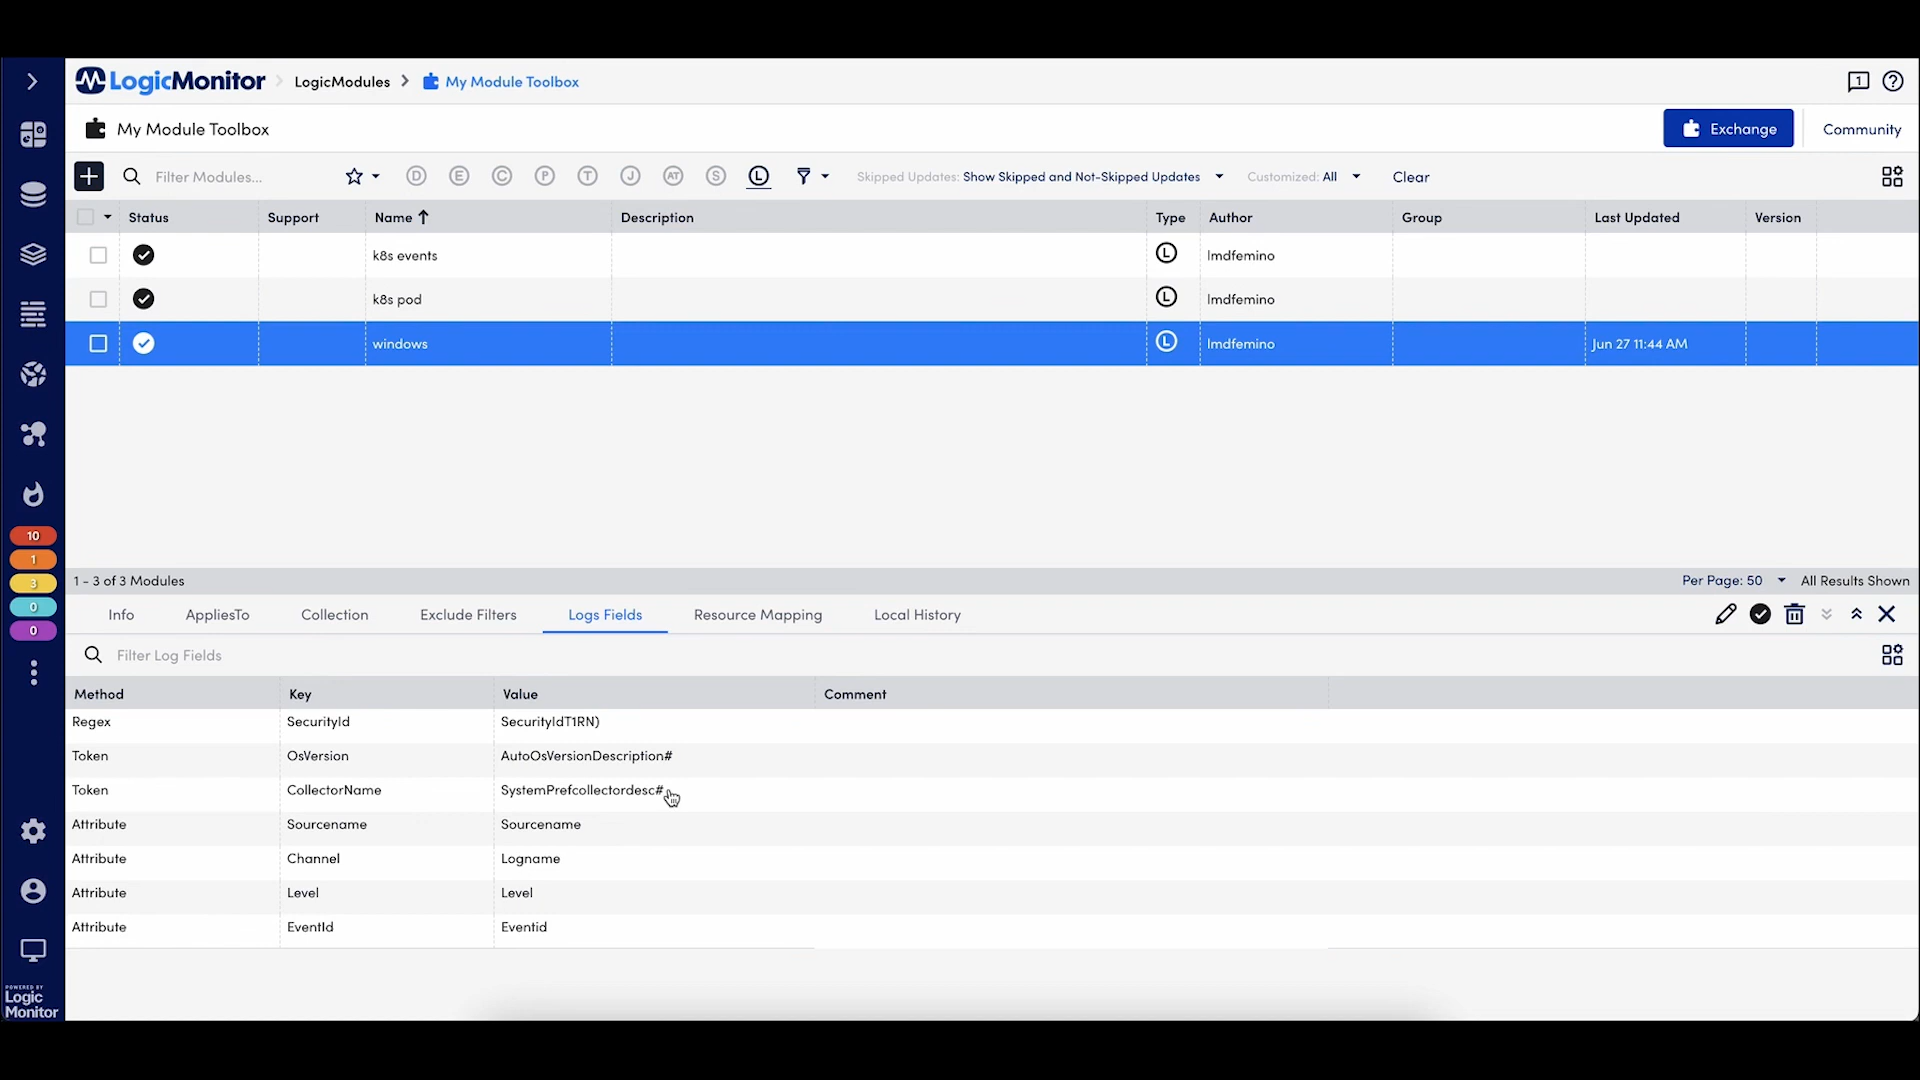 LogicMonitor LogicModules My Module Toolbox 1 ?
My Module Toolbox Exchange Community
Filter Modules... D E C P T J AT S L Skipped Updates: Show Skipped and Not-Skipped Updates Customized: All Clear
Status Support Name Description Type Author Group Last Updated Version
k8s events L lmdfemino
k8s pod L lmdfemino
windows L lmdfemino Jun 27 11:44 AM
10
1
3
0
0
1 - 3 of 3 Modules Per Page: 50 All Results Shown
Info AppliesTo Collection Exclude Filters Logs Fields Resource Mapping Local History
Filter Log Fields
Method Key Value Comment
Regex SecurityId SecurityIdT1RN)
Token OsVersion AutoOsVersionDescription#
Token CollectorName SystemPrefcollectordesc#
Attribute Sourcename Sourcename
Attribute Channel Logname
Attribute Level Level
Attribute EventId Eventid
POWERED BY
Logic
Monitor